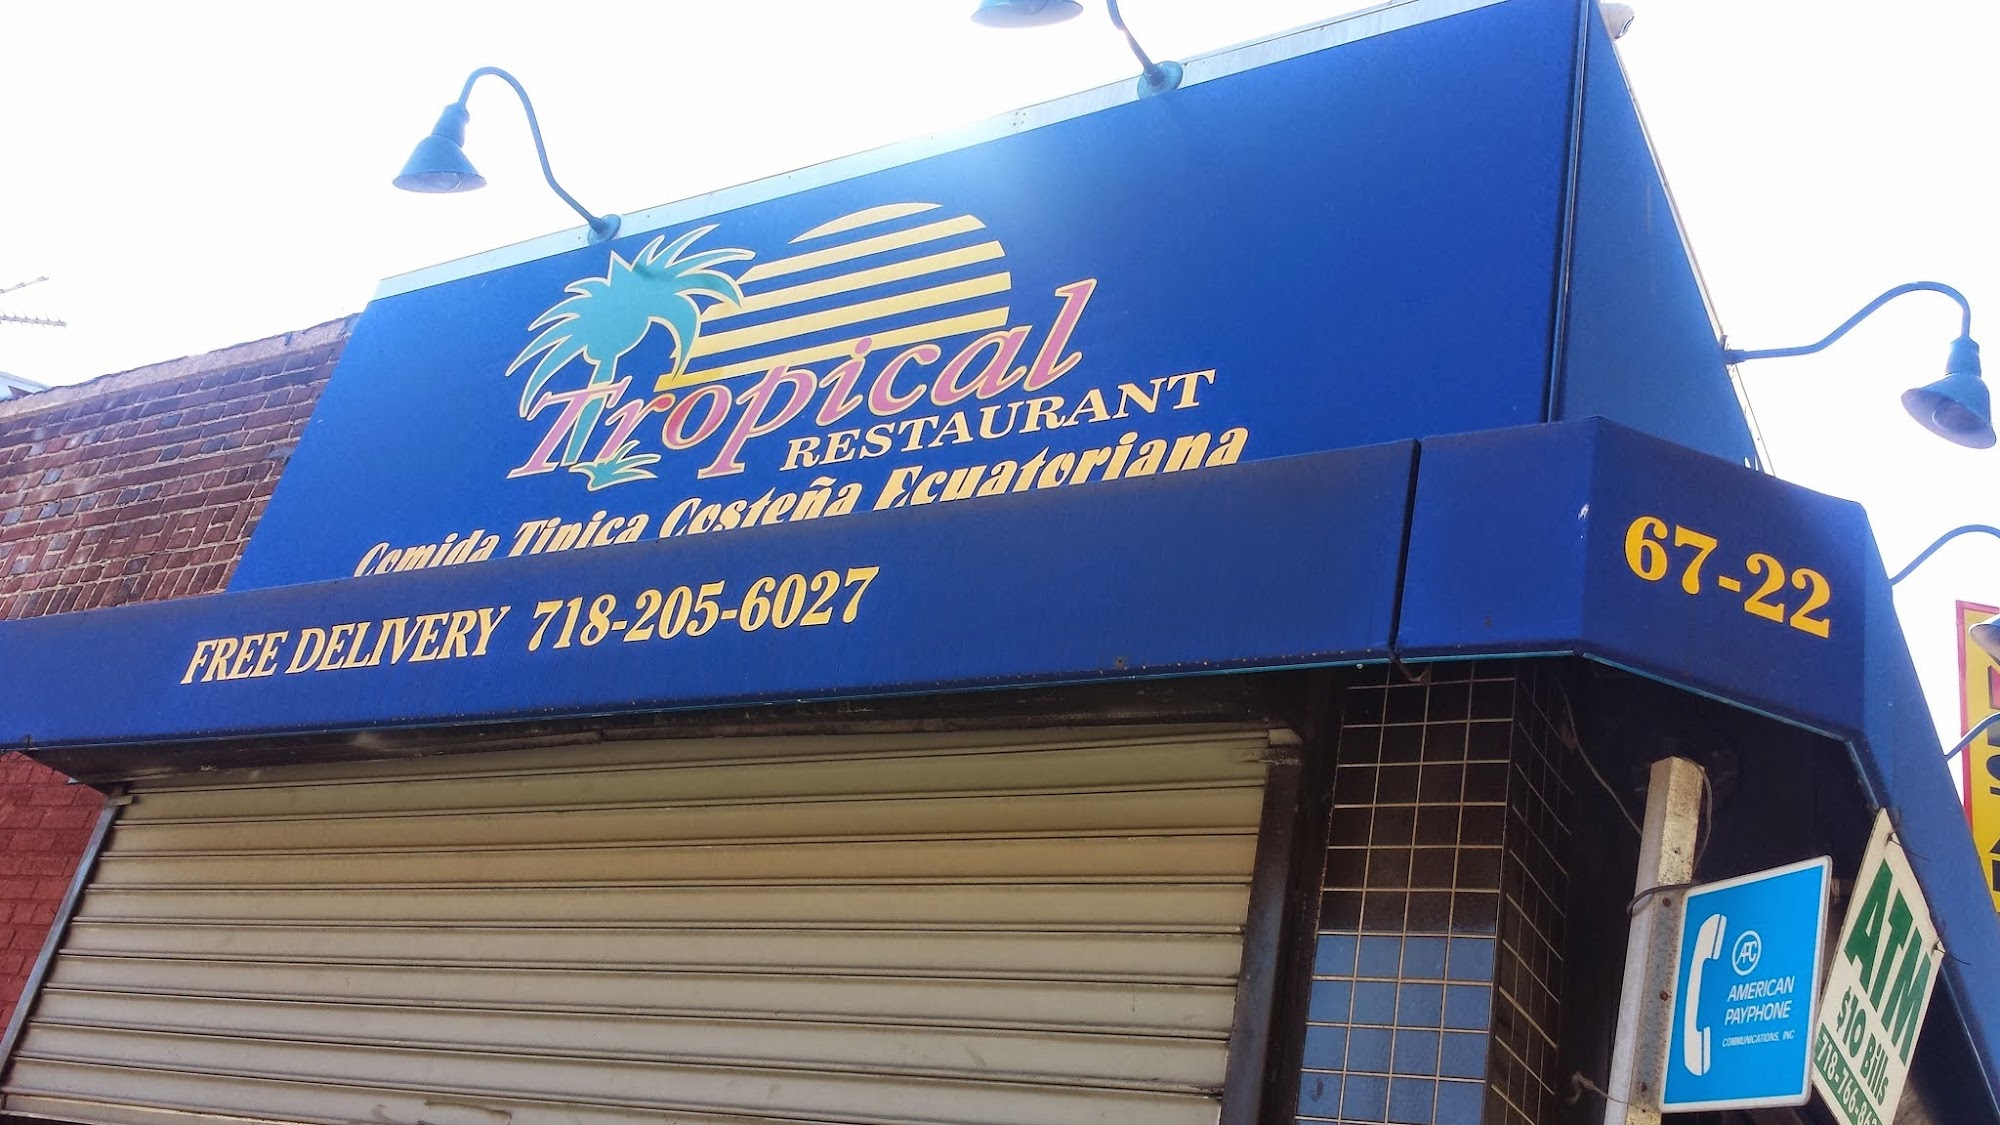 Tropical
RESTAURANT
Comida Tipica Costeña Ecuatoriana
FREE DELIVERY 718-205-6027
67-22
APC
AMERICAN
PAYPHONE
COMMUNICATIONS, INC
ATM
$10 Bills